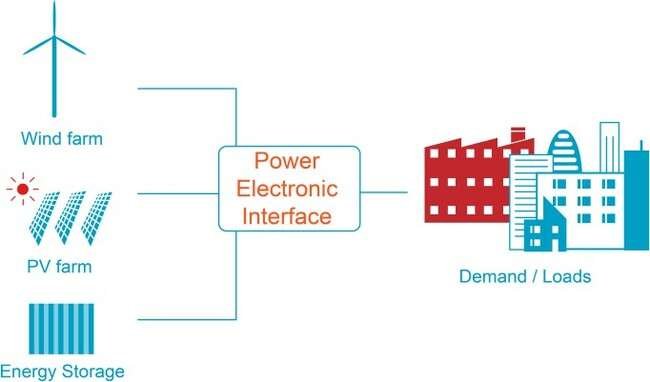 Wind farm
PV farm
Energy Storage
Power
Electronic
Interface
Demand / Loads